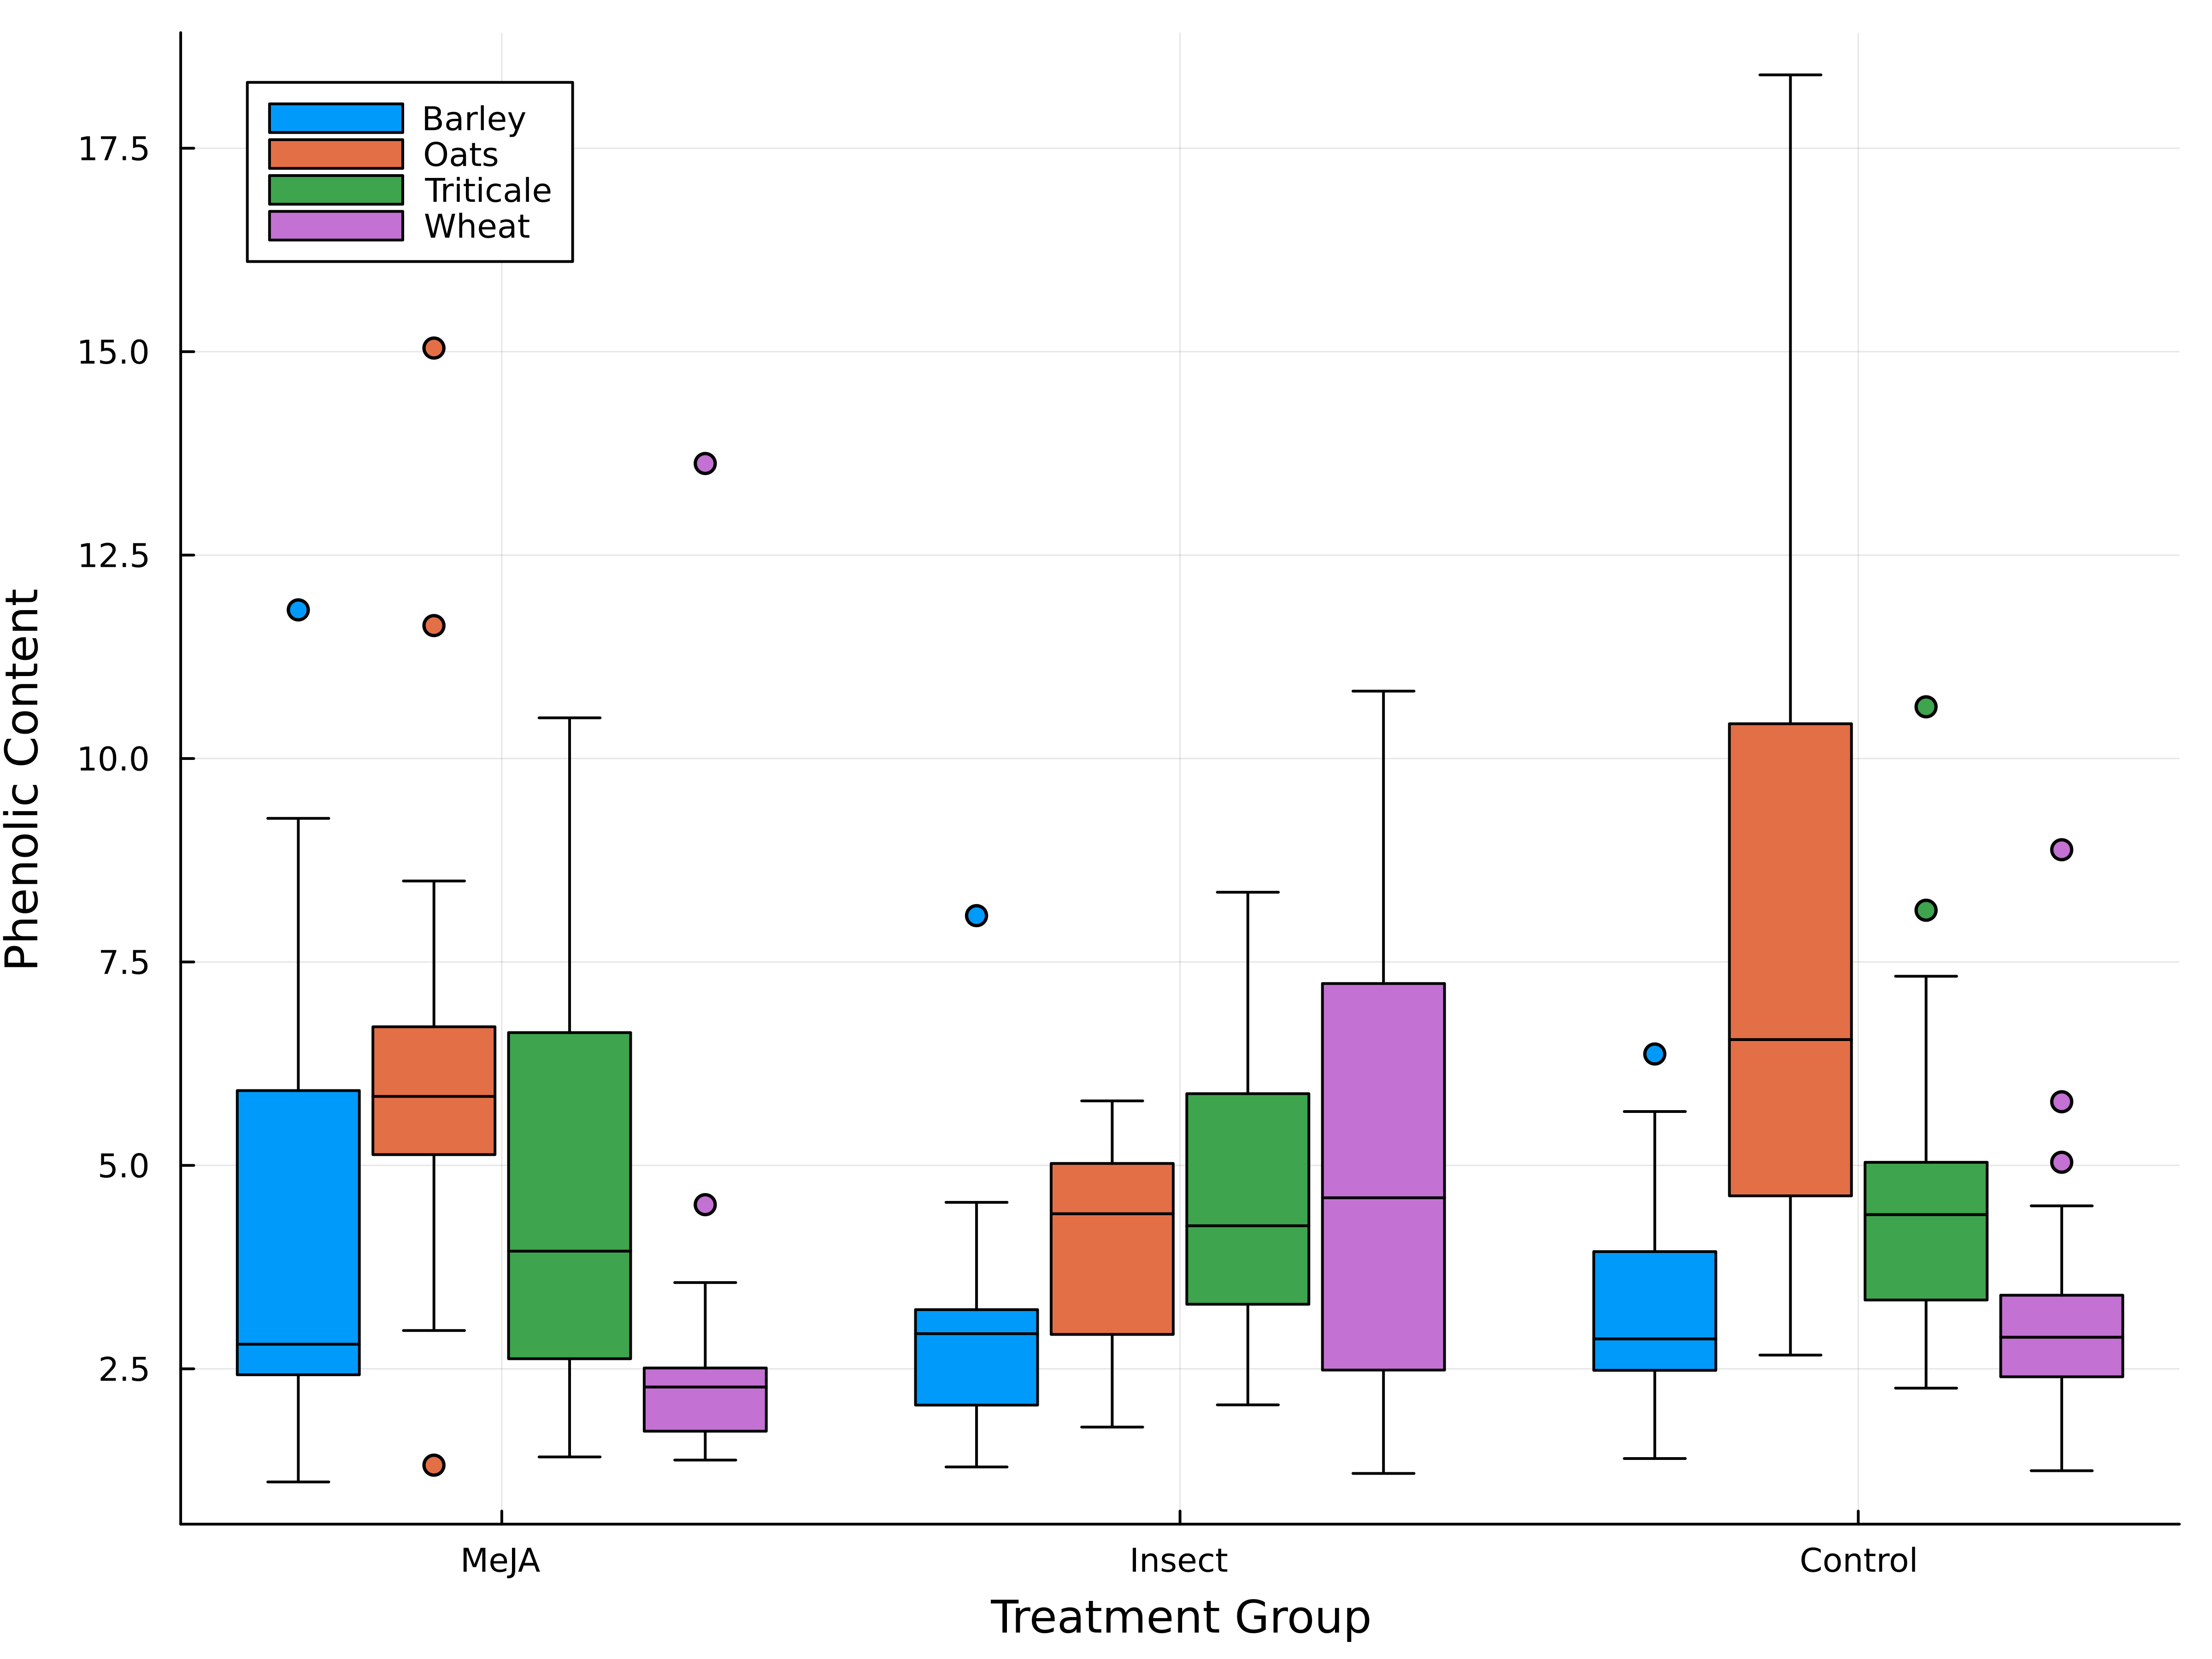 Barley
Oats
Triticale
Wheat
17.5
15.0
12.5
10.0
7.5
5.0
2.5
Phenolic Content
MeJA
Insect
Control
Treatment Group